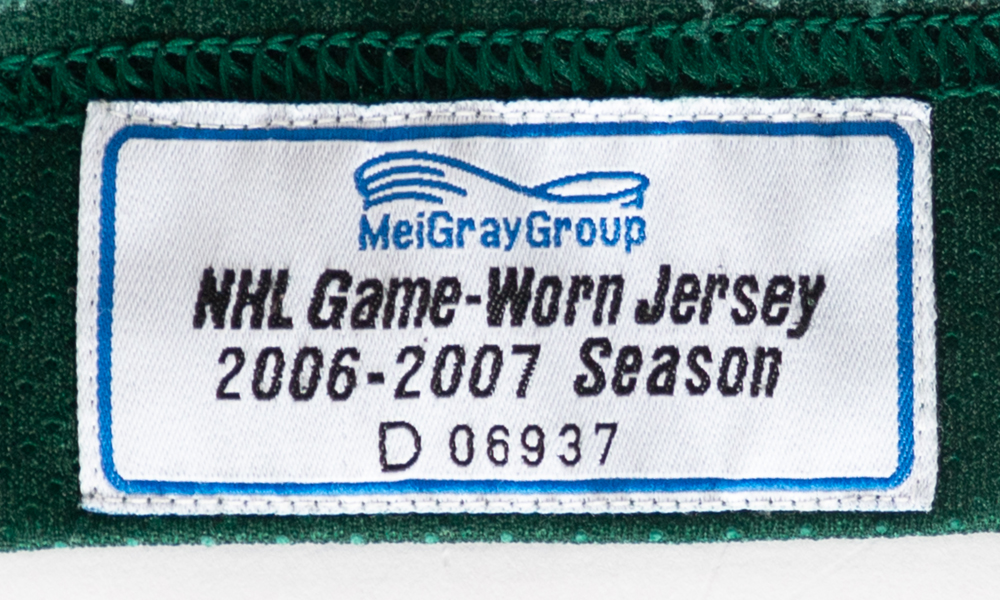 MeiGrayGroup
NHL Game-Worn Jersey
2006-2007 Season
D 06937